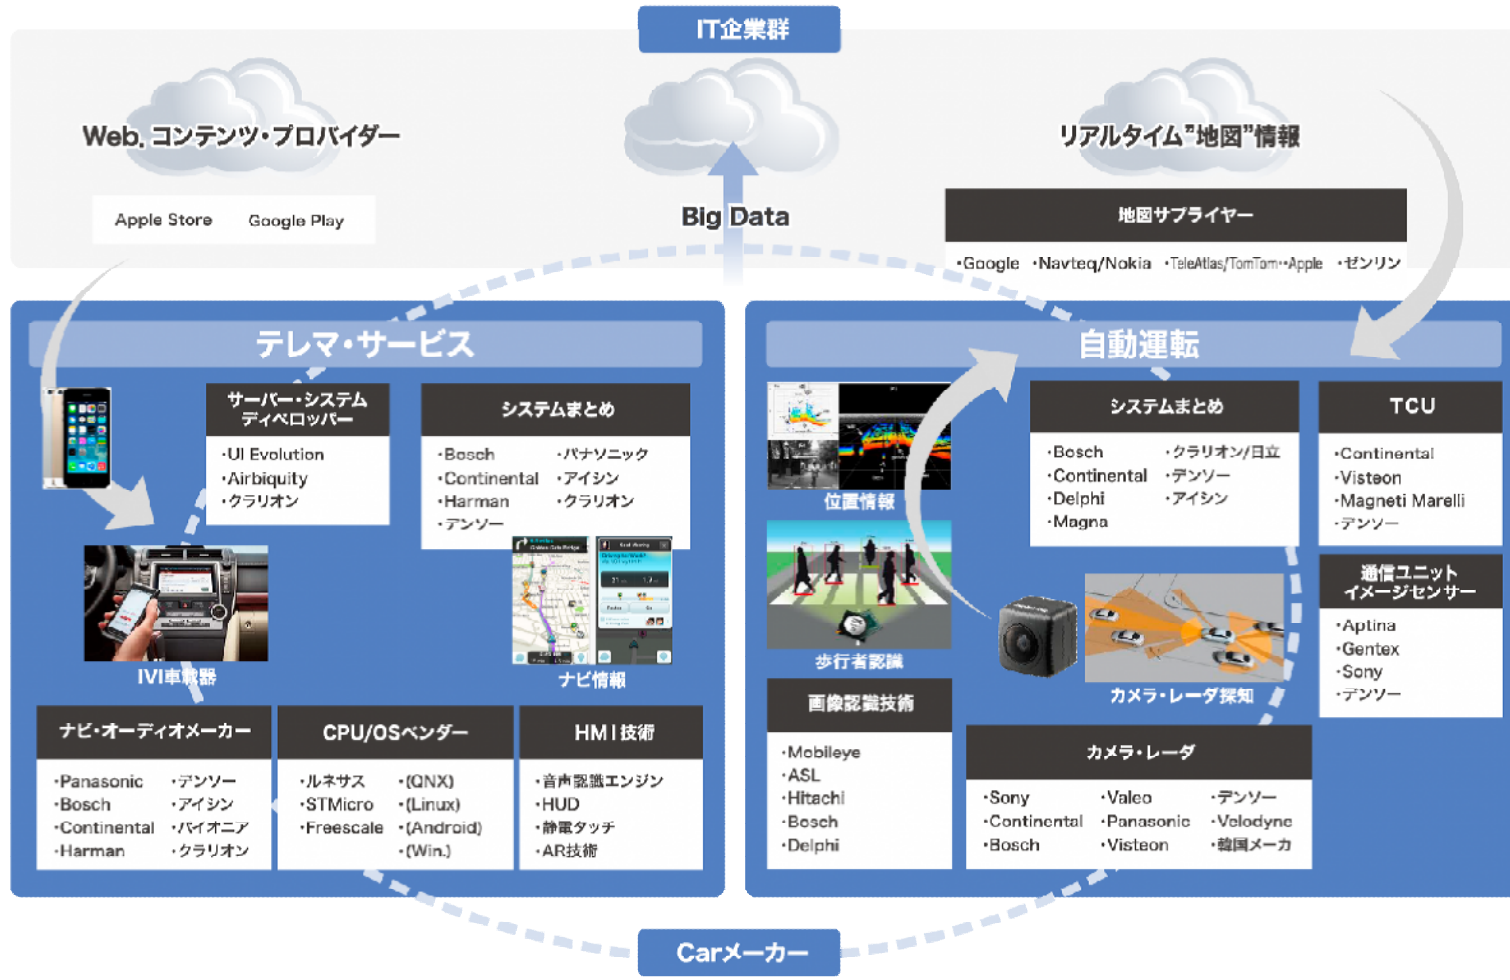 IT企業群
Web、コンテンツ・プロバイダー
リアルタイム”地図”情報
Apple Store Google Play
Big Data
地図サプライヤー
・Google ・Navteq/Nokia ・TeleAtlas/TomTom・・Apple ・ゼンリン
テレマ・サービス
サーバー・システム
ディベロッパー
・UI Evolution
・Airbiquity
・クラリオン
システムまとめ
・Bosch ・パナソニック
・Continental ・アイシン
・Harman ・クラリオン
・デンソー
IVI車載器
ナビ情報
ナビ・オーディオメーカー
・Panasonic ・デンソー
・Bosch ・アイシン
・Continental ・パイオニア
・Harman ・クラリオン
CPU/OSベンダー
・ルネサス ・(QNX)
・STMicro ・(Linux)
・Freescale ・(Android)
・(Win.)
HMI技術
・音声認識エンジン
・HUD
・静電タッチ
・AR技術
自動運転
位置情報
歩行者認識
システムまとめ
・Bosch ・クラリオン/日立
・Continental ・デンソー
・Delphi ・アイシン
・Magna
TCU
・Continental
・Visteon
・Magneti Marelli
・デンソー
通信ユニット
イメージセンサー
・Aptina
・Gentex
・Sony
・デンソー
カメラ・レーダ探知
画像認識技術
・Mobileye
・ASL
・Hitachi
・Bosch
・Delphi
カメラ・レーダ
・Sony ・Valeo ・デンソー
・Continental ・Panasonic ・Velodyne
・Bosch ・Visteon ・韓国メーカ
Carメーカー